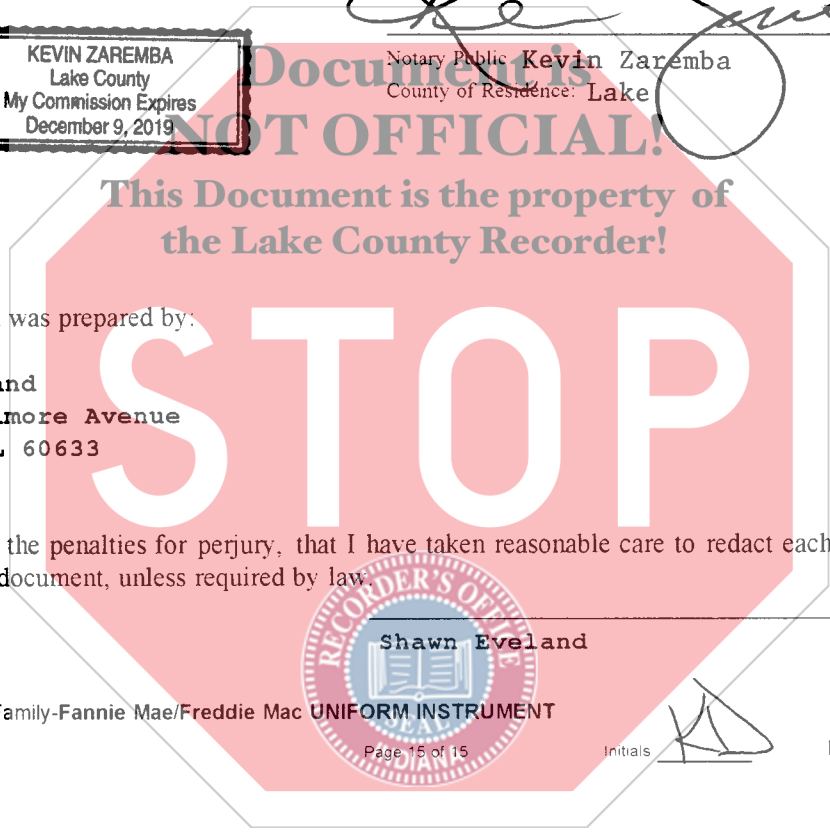 KEVIN ZAREMBA
Lake County
My Commission Expires
December 9, 2019
Notary Public Kevin Zaremba
County of Residence: Lake
Document is
NOT OFFICIAL!
This Document is the property of
the Lake County Recorder!
was prepared by:
STOP
more Avenue
60633
the penalties for perjury, that I have taken reasonable care to redact each
document, unless required by law.
RECORDER'S OFFICE
SEAL
INDIANA
Shawn Eveland
Family-Fannie Mae/Freddie Mac UNIFORM INSTRUMENT
Page 15 of 15
Initials KD